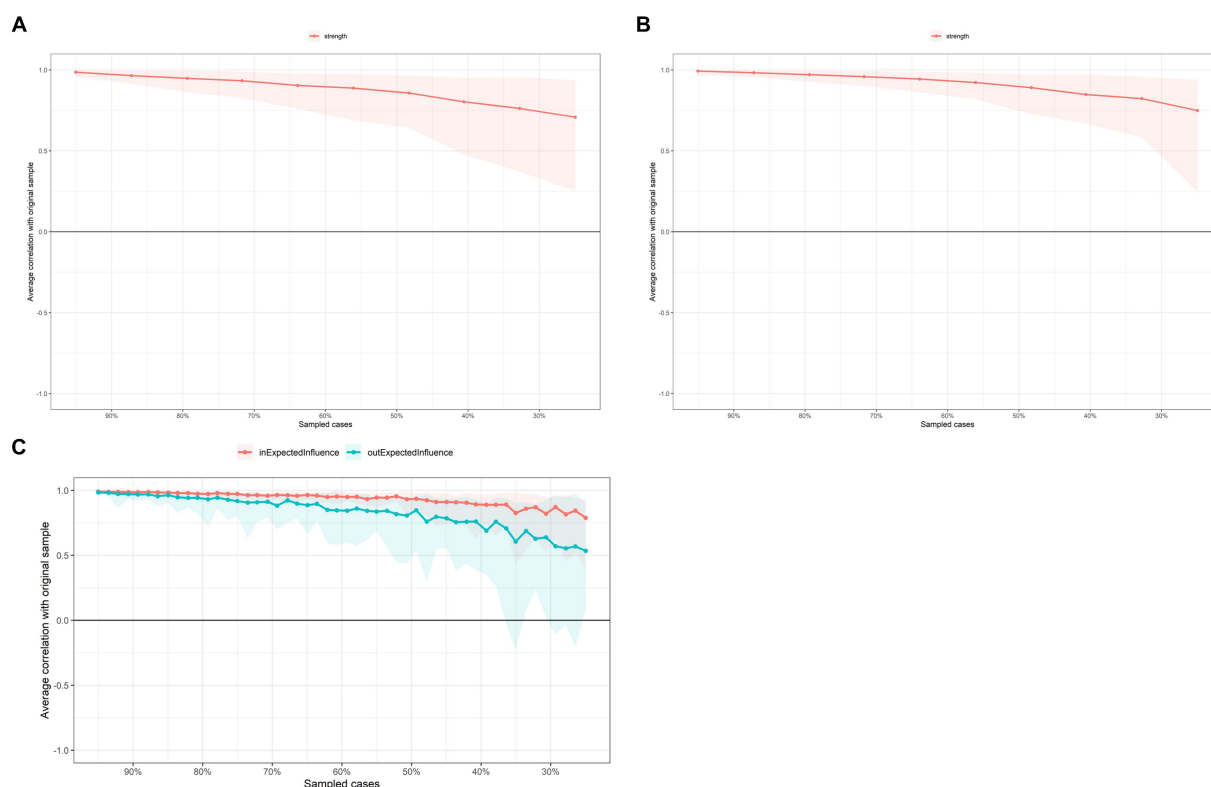 A
strength
1.0
0.5
0.0
-0.5
-1.0
Average correlation with original sample
90%
80%
70%
60%
50%
40%
30%
Sampled cases
B
strength
1.0
0.5
0.0
-0.5
-1.0
Average correlation with original sample
90%
80%
70%
60%
50%
40%
30%
Sampled cases
C
inExpectedInfluence
outExpectedInfluence
1.0
0.5
0.0
-0.5
-1.0
Average correlation with original sample
90%
80%
70%
60%
50%
40%
30%
Sampled cases